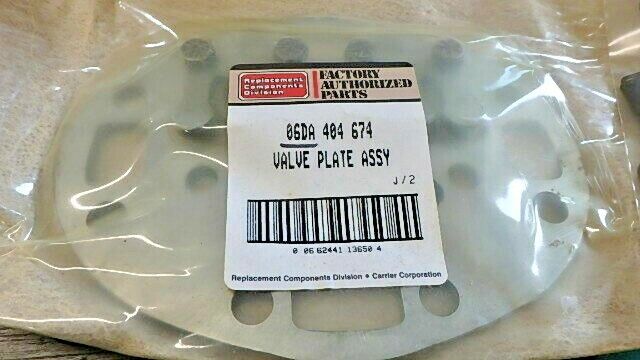 Replacement
Components
Division
FACTORY
AUTHORIZED
PARTS
06DA 404 674
VALVE PLATE ASSY
J/2
0 06 62441 13650 4
Replacement Components Division • Carrier Corporation